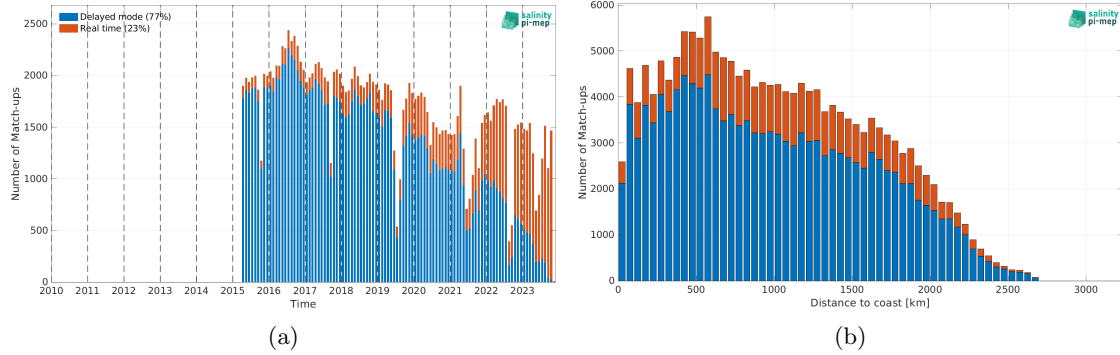 Delayed mode (77%)
Real time (23%)
salinity
pi-mep
Number of Match-ups
2500
2000
1500
1000
500
0
2010 2011 2012 2013 2014 2015 2016 2017 2018 2019 2020 2021 2022 2023
Time
(a)
salinity
pi-mep
Number of Match-ups
6000
5000
4000
3000
2000
1000
0
0 500 1000 1500 2000 2500 3000
Distance to coast [km]
(b)